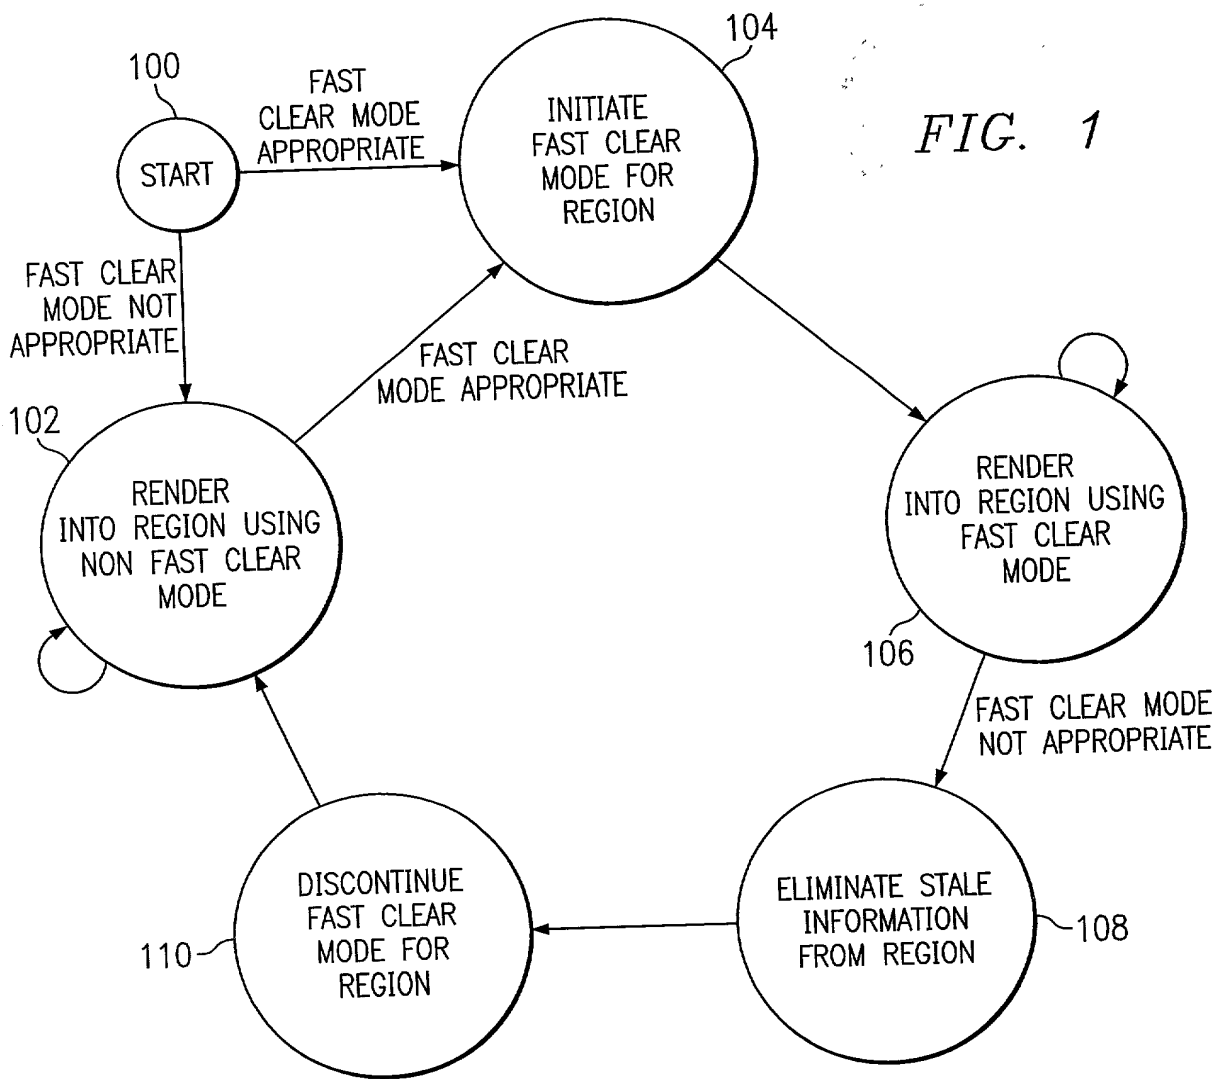 104
100
FAST
CLEAR MODE
APPROPRIATE
INITIATE
FAST CLEAR
MODE FOR
REGION
FIG. 1
START
FAST CLEAR
MODE NOT
APPROPRIATE
FAST CLEAR
MODE APPROPRIATE
102
RENDER
INTO REGION USING
NON FAST CLEAR
MODE
RENDER
INTO REGION USING
FAST CLEAR
MODE
106
FAST CLEAR MODE
NOT APPROPRIATE
DISCONTINUE
FAST CLEAR
MODE FOR
REGION
110
ELIMINATE STALE
INFORMATION
FROM REGION
108